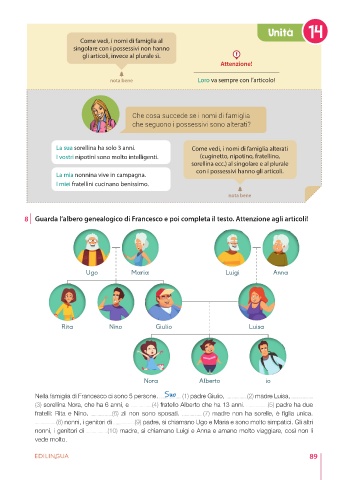 Unità 14
Come vedi, i nomi di famiglia al
singolare con i possessivi non hanno
gli articoli, invece al plurale sì.
nota bene
Attenzione!
Loro va sempre con l'articolo!
Che cosa succede se i nomi di famiglia
che seguono i possessivi sono alterati?
La sua sorellina ha solo 3 anni.
I vostri nipotini sono molto intelligenti.
La mia nonnina vive in campagna.
I miei fratellini cucinano benissimo.
Come vedi, i nomi di famiglia alterati
(cuginetto, nipotino, fratellino,
sorellina ecc.) al singolare e al plurale
con i possessivi hanno gli articoli.
nota bene
8 Guarda l'albero genealogico di Francesco e poi completa il testo. Attenzione agli articoli!
Ugo Maria Luigi Anna
Rita Nino Giulio Luisa
Nora Alberto io
Nella famiglia di Francesco ci sono 5 persone. Suo (1) padre Giulio, ............ (2) madre Luisa, ............
(3) sorellina Nora, che ha 6 anni, e ............ (4) fratello Alberto che ha 13 anni. ............ (5) padre ha due
fratelli: Rita e Nino. ............ (6) zii non sono sposati. ............ (7) madre non ha sorelle, è figlia unica.
............ (8) nonni, i genitori di ............ (9) padre, si chiamano Ugo e Maria e sono molto simpatici. Gli altri
nonni, i genitori di ............ (10) madre, si chiamano Luigi e Anna e amano molto viaggiare, così non li
vedo molto.
EDILINGUA 89